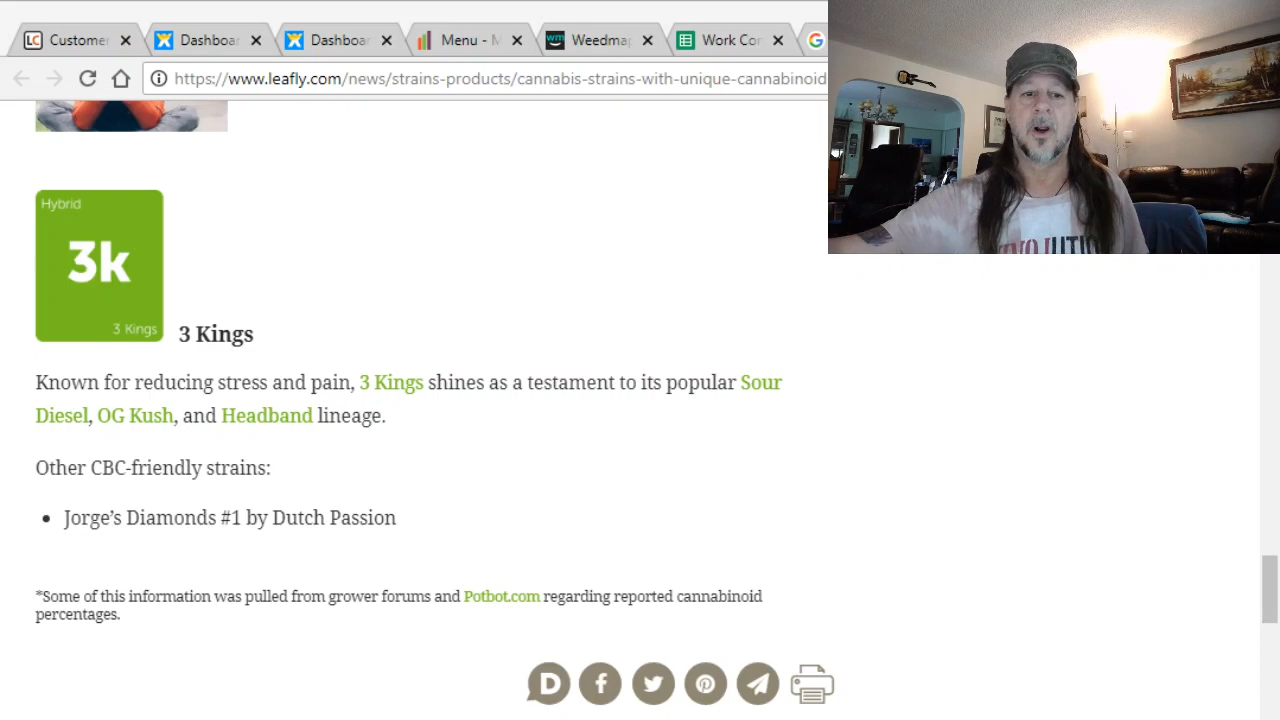 LC Customer
Dashboar
Dashboar
Menu - M
wm Weedmap
Work Cor
G
https://www.leafly.com/news/strains-products/cannabis-strains-with-unique-cannabinoid
Hybrid
3k
3 Kings
3 Kings
Known for reducing stress and pain, 3 Kings shines as a testament to its popular Sour
Diesel, OG Kush, and Headband lineage.
Other CBC-friendly strains:
• Jorge’s Diamonds #1 by Dutch Passion
*Some of this information was pulled from grower forums and Potbot.com regarding reported cannabinoid
percentages.
D